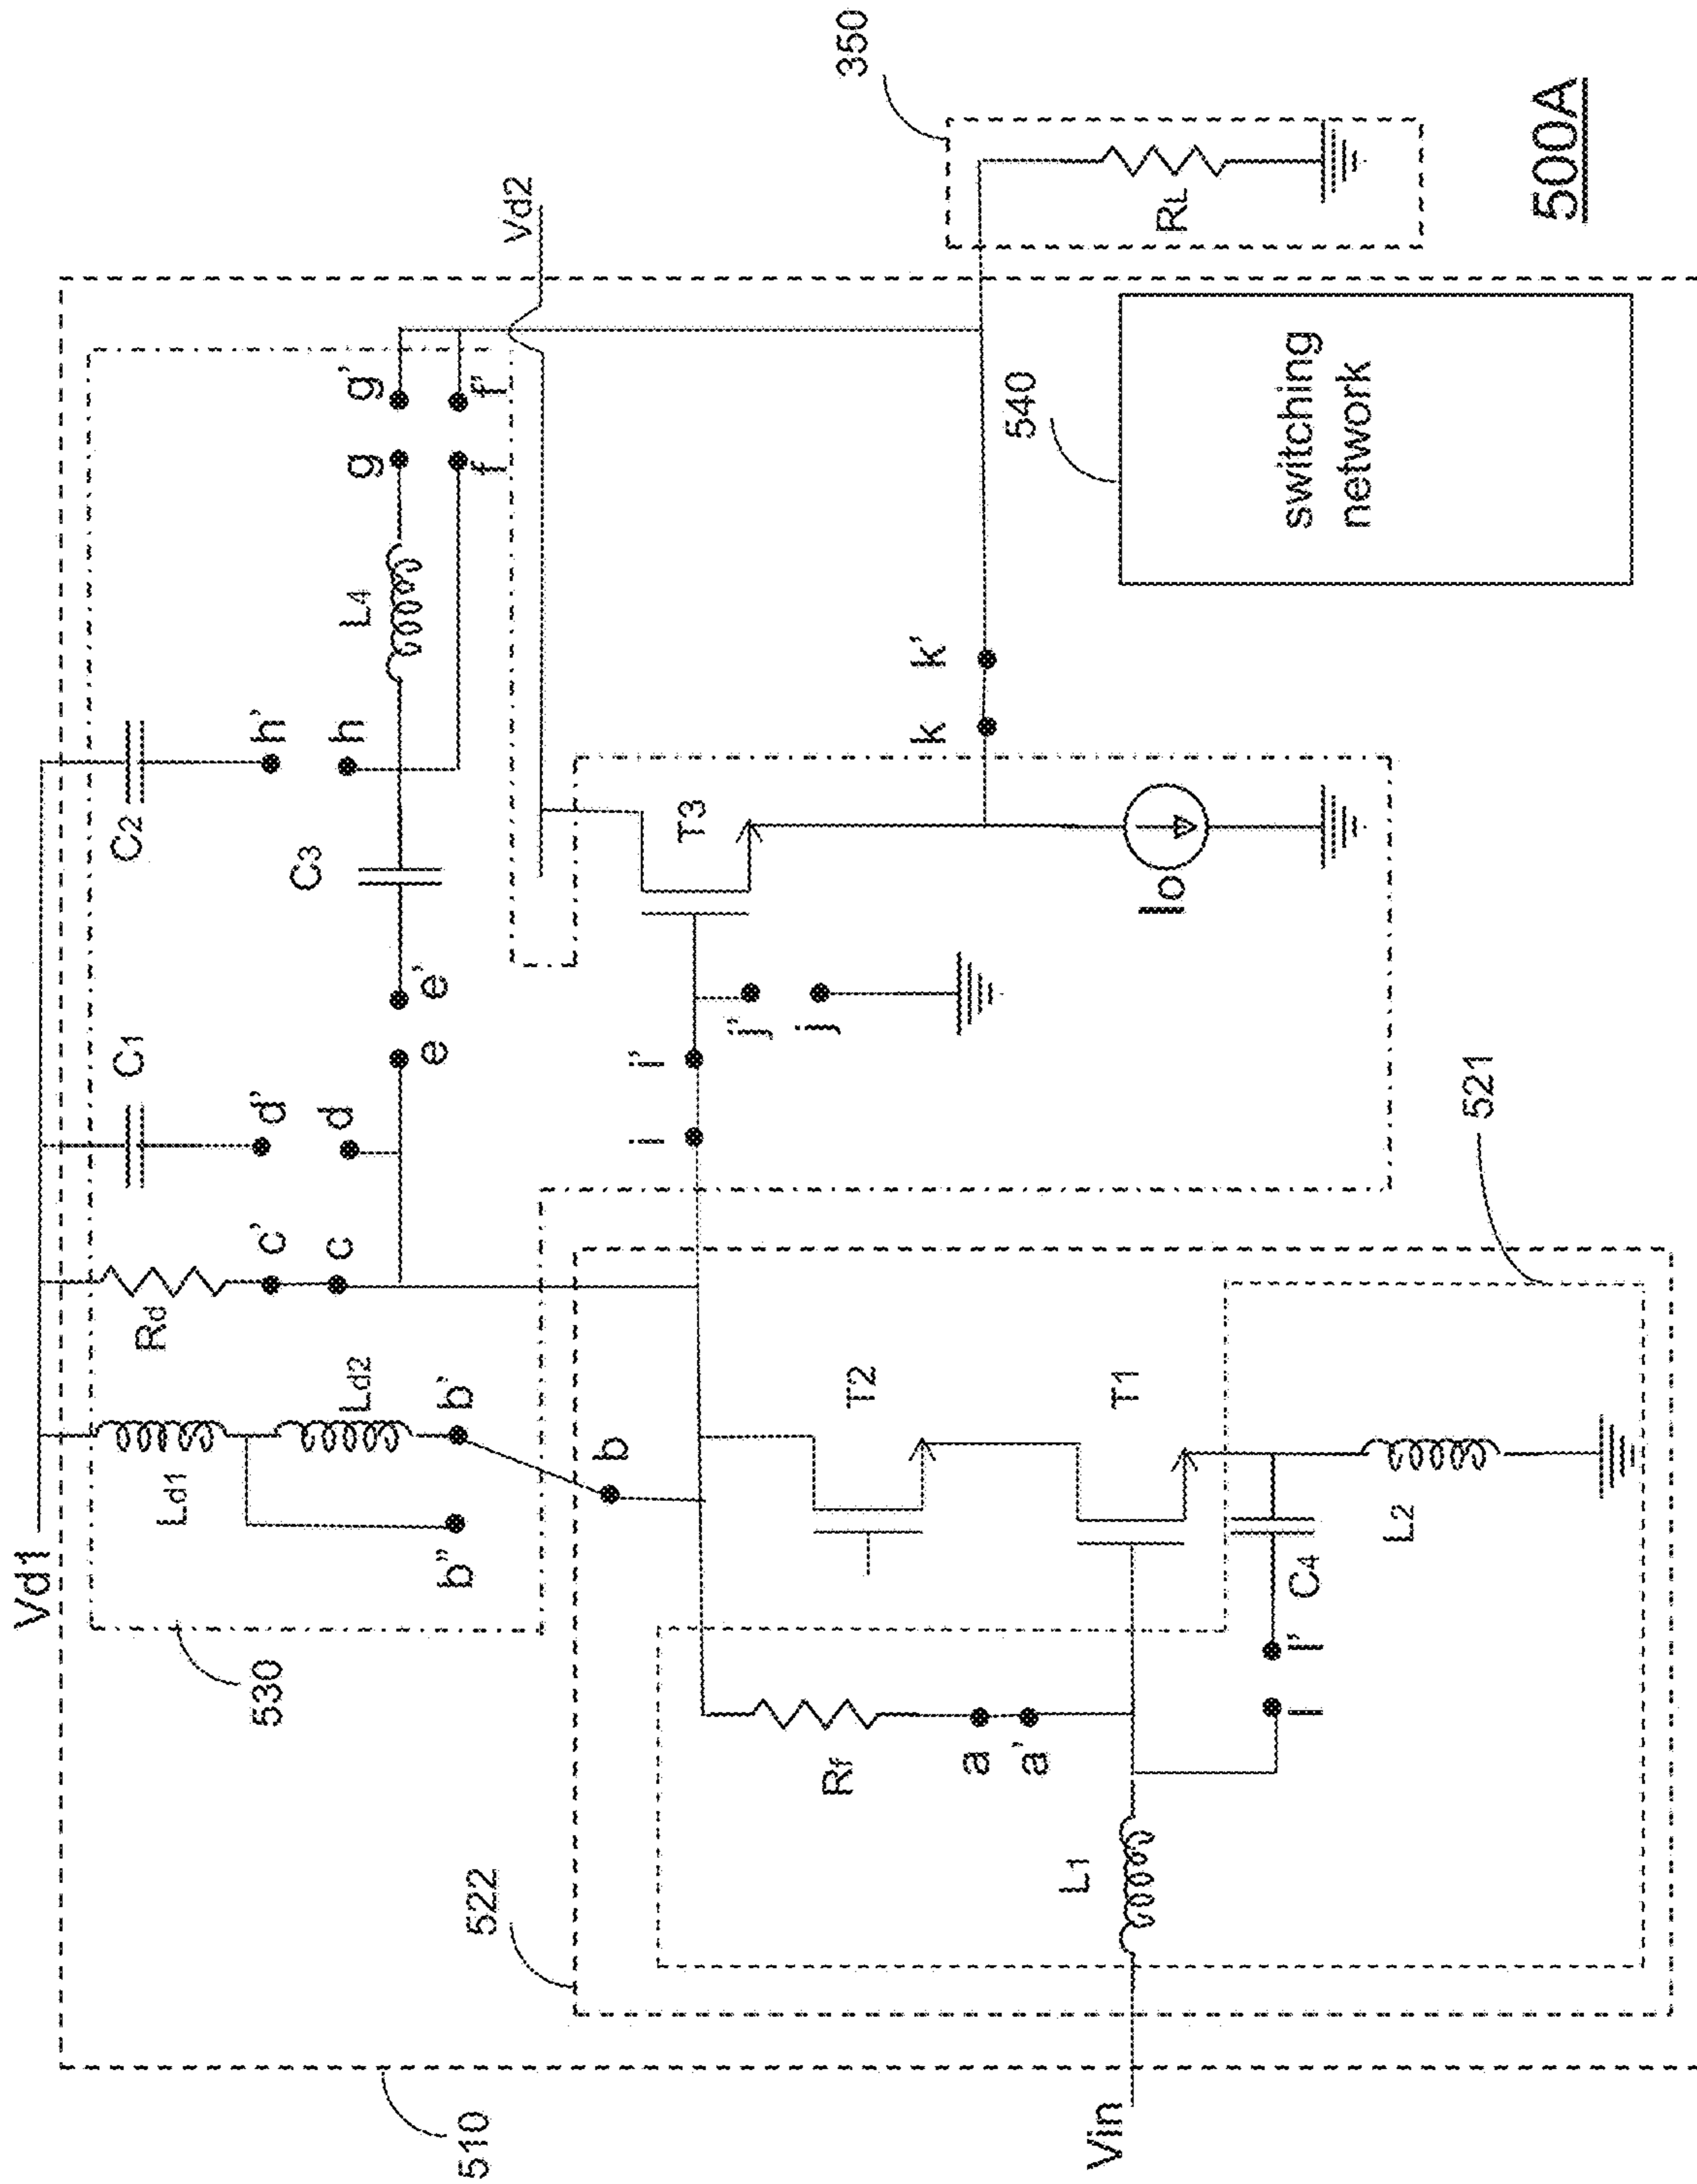 Vd1
530
Ld1
Ld2
b"
b'
b
Rd
c'
c
C1
d'
d
e
e'
C2
C3
h'
h
L4
g
g'
f
f'
Vd2
350
RL
500A
540
switching
network
k
k'
T3
Io
i
i'
j'
j
521
522
T2
T1
Rf
a
a'
L1
l
l'
C4
L2
510
Vin